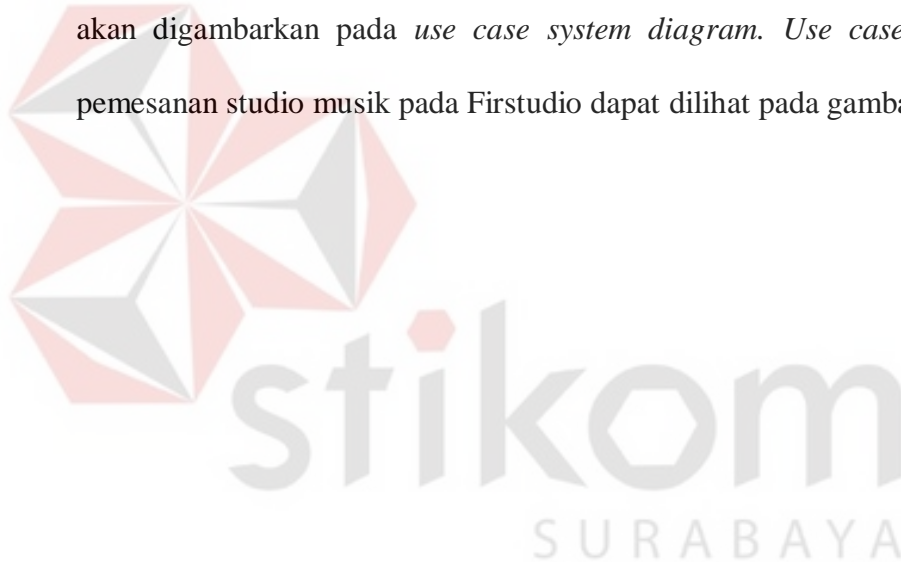 akan digambarkan pada use case system diagram. Use case
pemesanan studio musik pada Firstudio dapat dilihat pada
stikom
SURABAYA